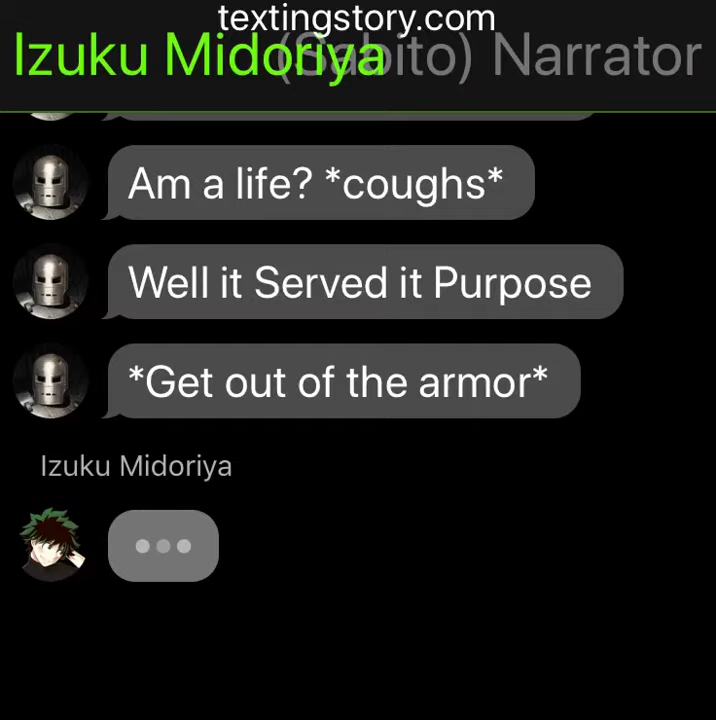 textingstory.com
Izuku Midoriya (Sabito) Narrator
Am a life? *coughs*
Well it Served it Purpose
*Get out of the armor*
Izuku Midoriya